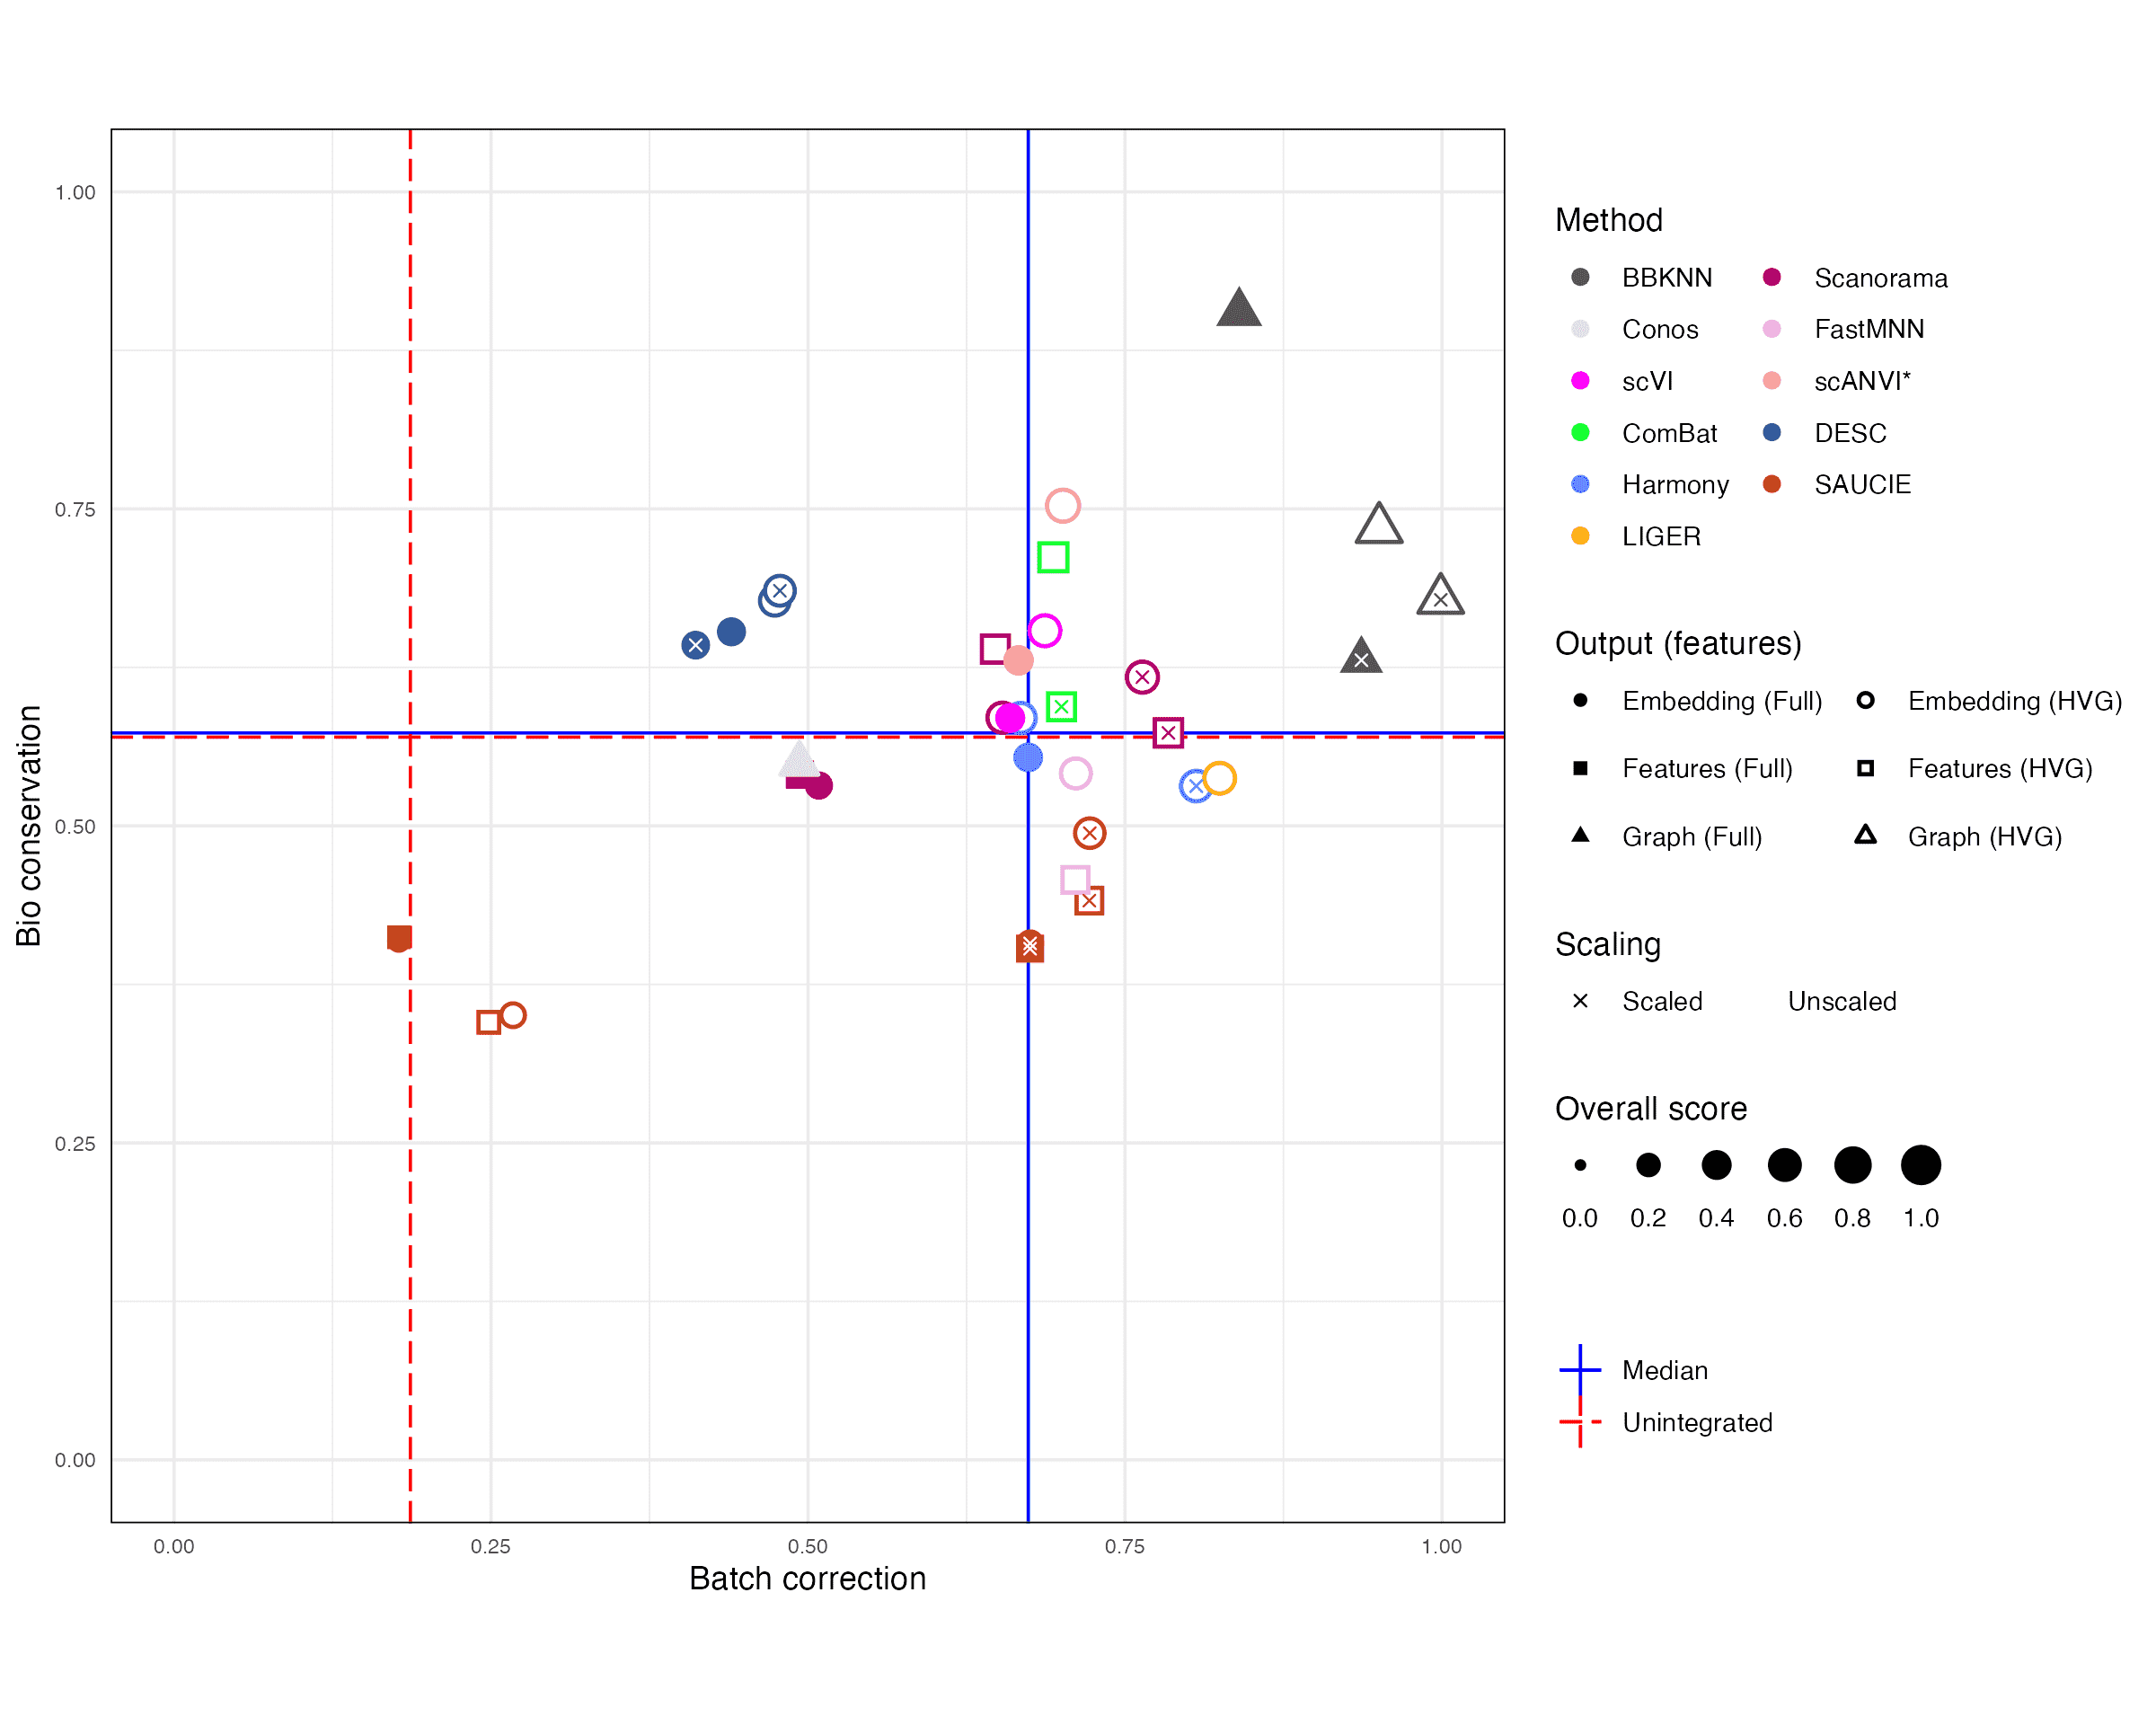 Bio conservation
1.00
0.75
0.50
0.25
0.00
0.00 0.25 0.50 0.75 1.00
Batch correction
Method
BBKNN Scanorama
Conos FastMNN
scVI scANVI*
ComBat DESC
Harmony SAUCIE
LIGER
Output (features)
Embedding (Full) Embedding (HVG)
Features (Full) Features (HVG)
Graph (Full) Graph (HVG)
Scaling
Scaled Unscaled
Overall score
0.0 0.2 0.4 0.6 0.8 1.0
Median
Unintegrated